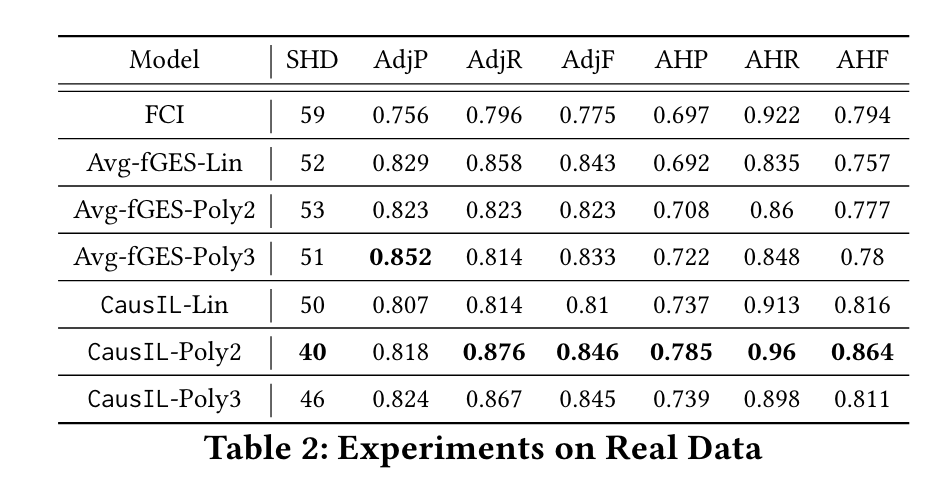 Model SHD AdjP AdjR AdjF AHP AHR AHF
FCI 59 0.756 0.796 0.775 0.697 0.922 0.794
Avg-fGES-Lin 52 0.829 0.858 0.843 0.692 0.835 0.757
Avg-fGES-Poly2 53 0.823 0.823 0.823 0.708 0.86 0.777
Avg-fGES-Poly3 51 0.852 0.814 0.833 0.722 0.848 0.78
CausIL-Lin 50 0.807 0.814 0.81 0.737 0.913 0.816
CausIL-Poly2 40 0.818 0.876 0.846 0.785 0.96 0.864
CausIL-Poly3 46 0.824 0.867 0.845 0.739 0.898 0.811
Table 2: Experiments on Real Data